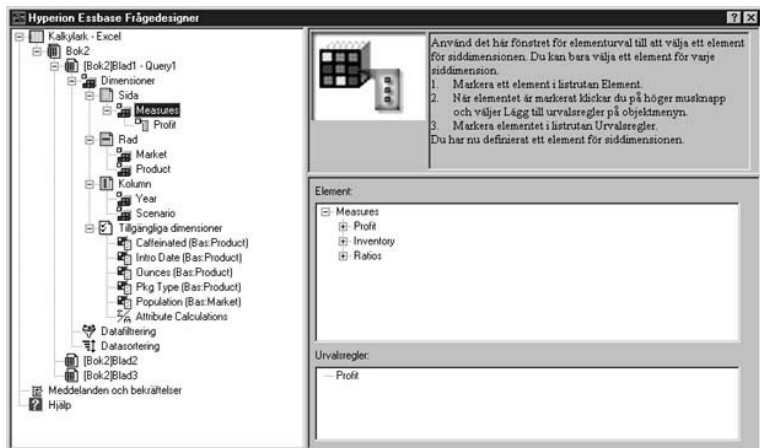 Hyperion Essbase Frågedesigner
Kalkylark - Excel
Bok2
[Bok2]Blad1 - Query1
Dimensioner
Sida
Measures
Profit
Rad
Market
Product
Kolumn
Year
Scenario
Tillgängliga dimensioner
Caffeinated (Bas:Product)
Intro Date (Bas:Product)
Ounces (Bas:Product)
Pkg Type (Bas:Product)
Population (Bas:Market)
Attribute Calculations
Datafiltrering
Datasortering
[Bok2]Blad2
[Bok2]Blad3
Meddelanden och bekräftelser
Hjälp
Använd det här fönstret för elementurval till att välja ett element
för siddimensionen. Du kan bara välja ett element för varje
siddimension.
1. Markera ett element i listrutan Element.
2. När elementet är markerat klickar du på höger musknapp
och väljer Lägg till urvalsregler på objektmenyn.
3. Markera elementet i listrutan Urvalsregler.
Du har nu definierat ett element för siddimensionen.
Element:
Measures
Profit
Inventory
Ratios
Urvalsregler:
Profit